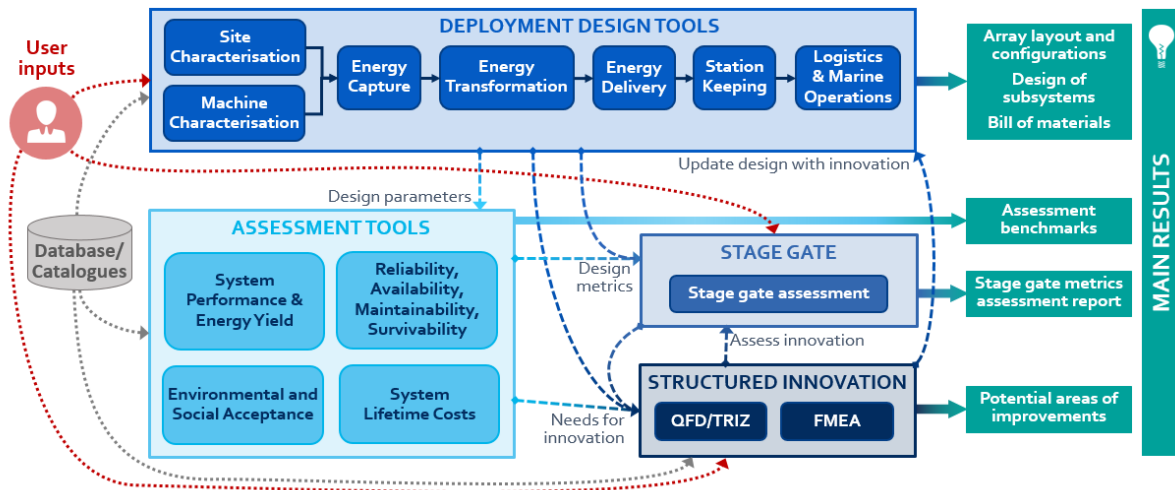 User
inputs
Database/
Catalogues
DEPLOYMENT DESIGN TOOLS
Site
Characterisation
Machine
Characterisation
Energy
Capture
Energy
Transformation
Energy
Delivery
Station
Keeping
Logistics
& Marine
Operations
Update design with innovation
Design parameters
ASSESSMENT TOOLS
System
Performance &
Energy Yield
Reliability,
Availability,
Maintainability,
Survivability
Environmental and
Social Acceptance
System
Lifetime Costs
Design
metrics
STAGE GATE
Stage gate assessment
Assess innovation
Needs for
innovation
STRUCTURED INNOVATION
QFD/TRIZ
FMEA
Array layout and
configurations
Design of
subsystems
Bill of materials
Assessment
benchmarks
Stage gate metrics
assessment report
Potential areas of
improvements
MAIN RESULTS